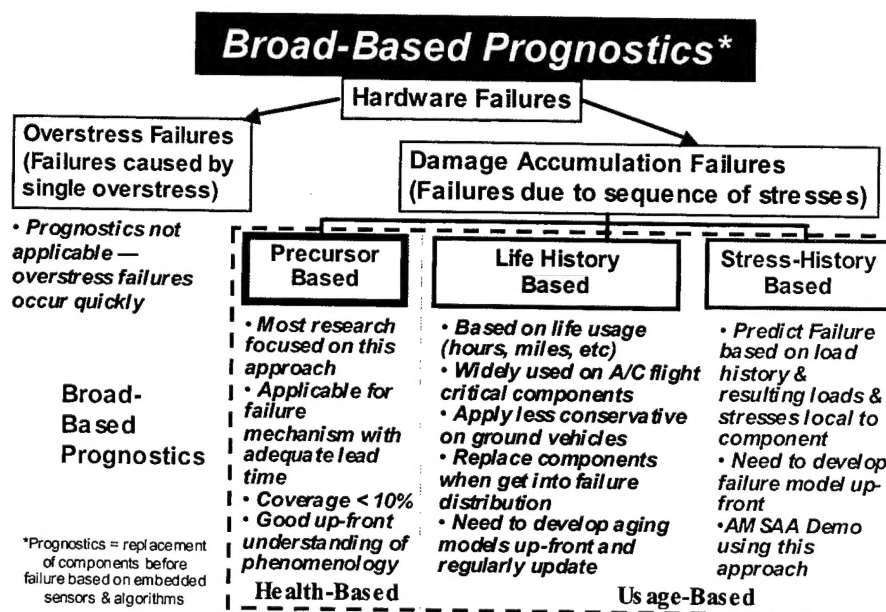 Broad-Based Prognostics*
Hardware Failures
Overstress Failures
(Failures caused by
single overstress)
• Prognostics not
applicable —
overstress failures
occur quickly
Damage Accumulation Failures
(Failures due to sequence of stresses)
Broad-
Based
Prognostics
Precursor
Based
• Most research
focused on this
approach
• Applicable for
failure
mechanism with
adequate lead
time
• Coverage < 10%
• Good up-front
understanding of
phenomenology
Health-Based
Life History
Based
• Based on life usage
(hours, miles, etc)
• Widely used on A/C flight
critical components
• Apply less conservative
on ground vehicles
• Replace components
when get into failure
distribution
• Need to develop aging
models up-front and
regularly update
Stress-History
Based
• Predict Failure
based on load
history &
resulting loads &
stresses local to
component
• Need to develop
failure model up-
front
•AMSAA Demo
using this
approach
Usage-Based
*Prognostics = replacement
of components before
failure based on embedded
sensors & algorithms